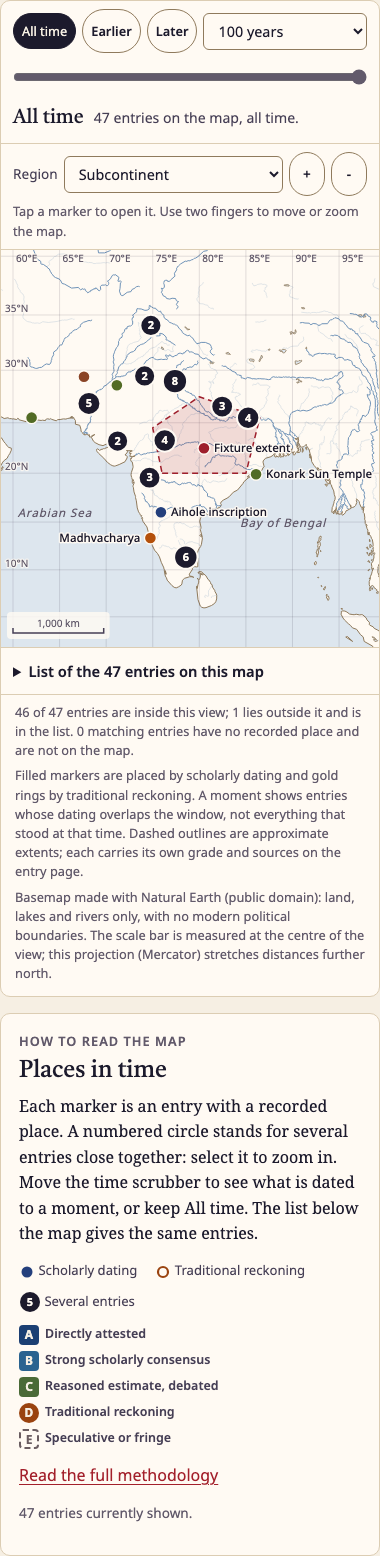 All time Earlier Later 100 years
All time 47 entries on the map, all time.
Region Subcontinent + -
Tap a marker to open it. Use two fingers to move or zoom
the map.
60°E 65°E 70°E 75°E 80°E 85°E 90°E 95°E
35°N
2
30°N
2
8
5
3
4
2
4
Fixture extent
20°N
3
Konark Sun Temple
Arabian Sea
Aihole inscription
Bay of Bengal
Madhvacharya
6
10°N
1,000 km
List of the 47 entries on this map
46 of 47 entries are inside this view; 1 lies outside it and is
in the list. 0 matching entries have no recorded place and
are not on the map.
Filled markers are placed by scholarly dating and gold
rings by traditional reckoning. A moment shows entries
whose dating overlaps the window, not everything that
stood at that time. Dashed outlines are approximate
extents; each carries its own grade and sources on the
entry page.
Basemap made with Natural Earth (public domain): land,
lakes and rivers only, with no modern political
boundaries. The scale bar is measured at the centre of the
view; this projection (Mercator) stretches distances further
north.
HOW TO READ THE MAP
Places in time
Each marker is an entry with a recorded
place. A numbered circle stands for several
entries close together: select it to zoom in.
Move the time scrubber to see what is dated
to a moment, or keep All time. The list below
the map gives the same entries.
Scholarly dating Traditional reckoning
5 Several entries
A Directly attested
B Strong scholarly consensus
C Reasoned estimate, debated
D Traditional reckoning
E Speculative or fringe
Read the full methodology
47 entries currently shown.